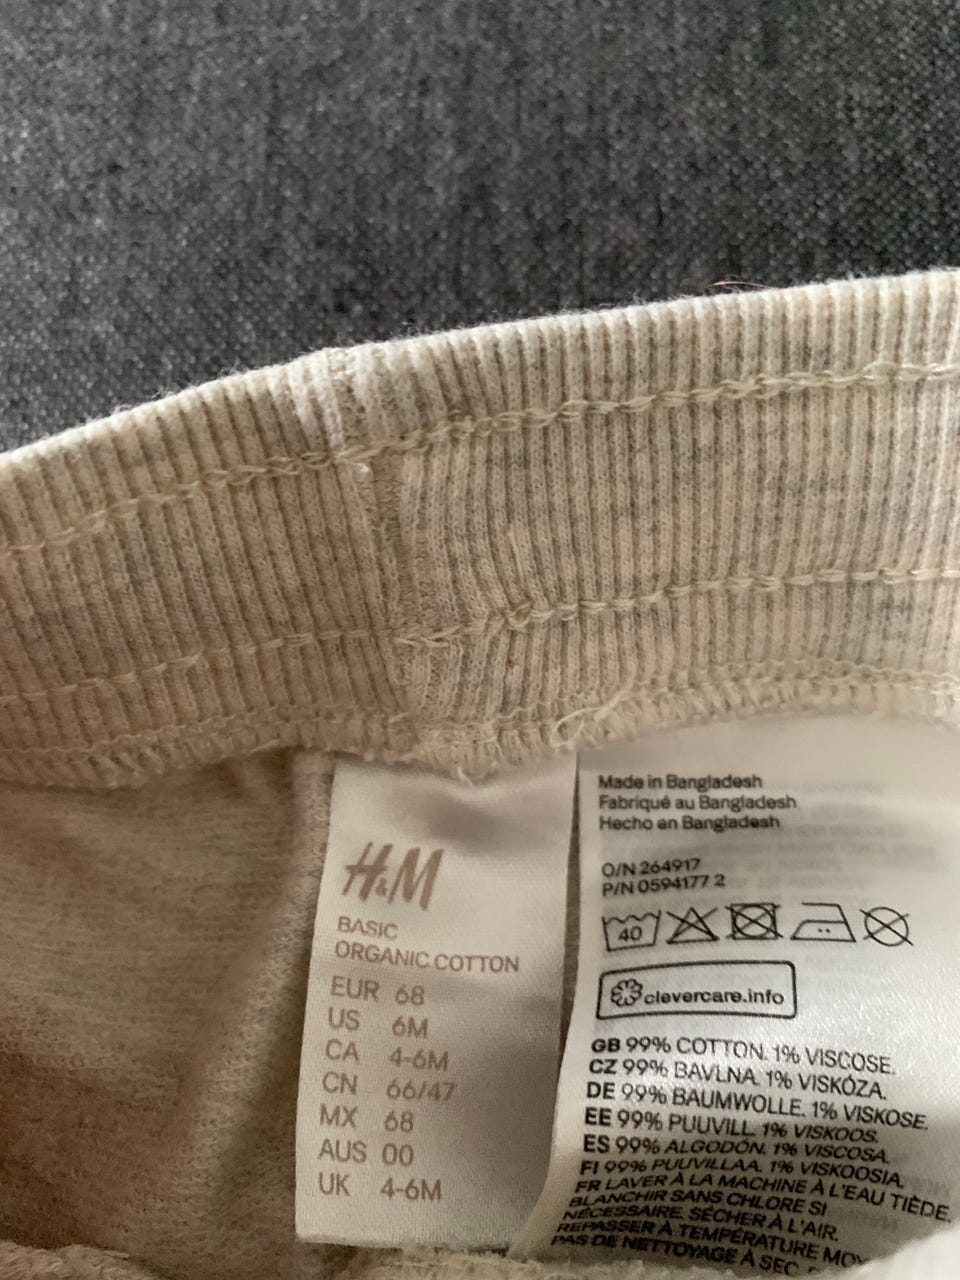 H&M
BASIC
ORGANIC COTTON
EUR 68
US 6M
CA 4-6M
CN 66/47
MX 68
AUS 00
UK 4-6M
Made in Bangladesh
Fabriqué au Bangladesh
Hecho en Bangladesh
O/N 264917
P/N 0594177 2
40
clevercare.info
GB 99% COTTON. 1% VISCOSE.
CZ 99% BAVLNA. 1% VISKÓZA.
DE 99% BAUMWOLLE. 1% VISKOSE.
EE 99% PUUVILL. 1% VISKOOS.
ES 99% ALGODÓN. 1% VISCOSA.
FI 99% PUUVILLAA. 1% VISKOOSIA.
FR LAVER À LA MACHINE À L'EAU TIÈDE.
BLANCHIR SANS CHLORE SI
NÉCESSAIRE. SÉCHER À L'AIR.
REPASSER À TEMPÉRATURE
PAS DE NETTOYAGE À SEC.